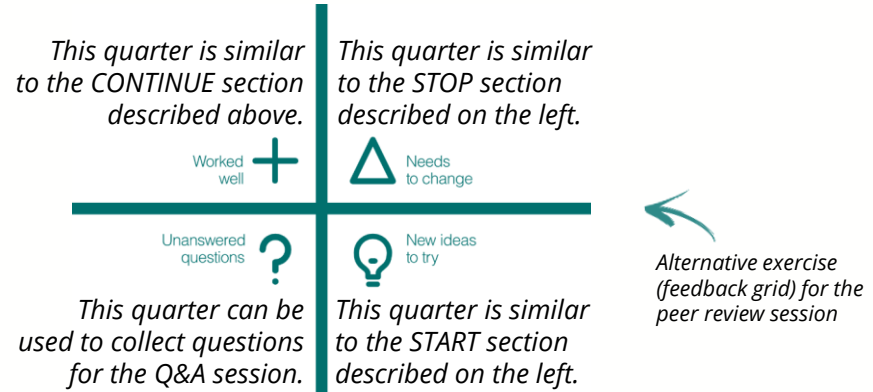 This quarter is similar
to the CONTINUE section
described above.
This quarter is similar
to the STOP section
described on the left.
Worked
well
Needs
to change
Unanswered
questions
New ideas
to try
This quarter can be
used to collect questions
for the Q&A session.
This quarter is similar
to the START section
described on the left.
Alternative exercise
(feedback grid) for the
peer review session